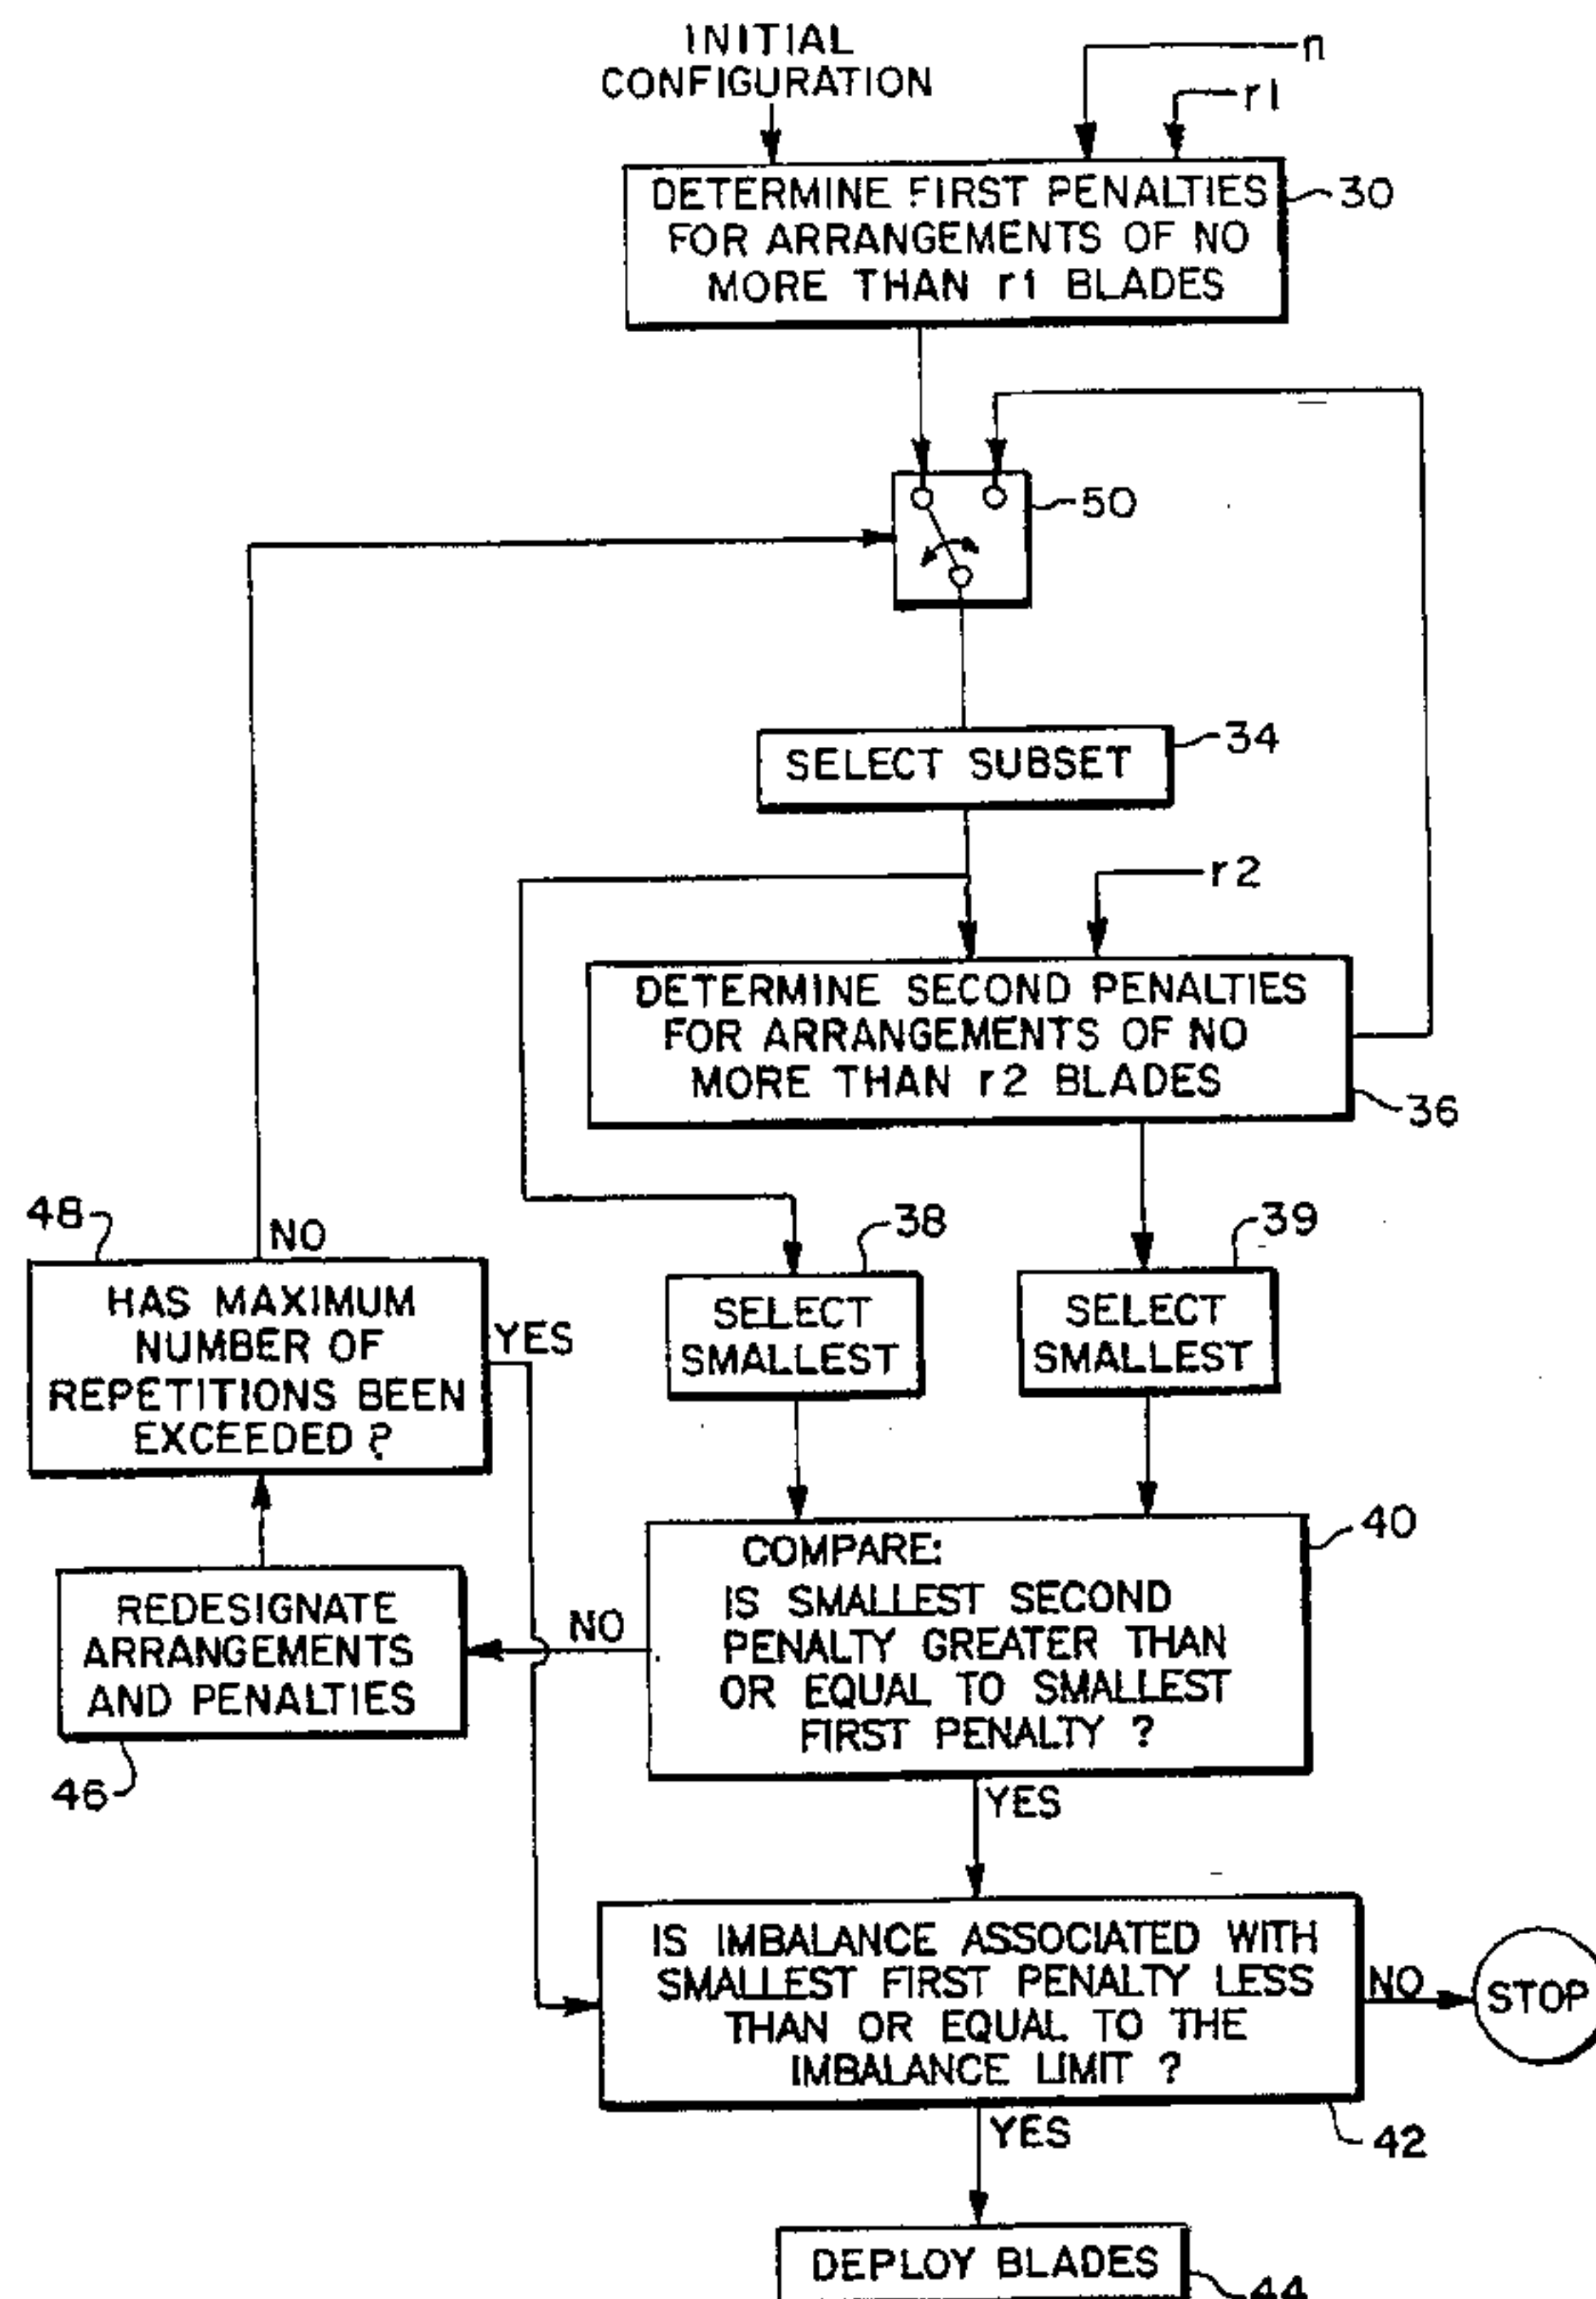 INITIAL
CONFIGURATION
n
r1
DETERMINE FIRST PENALTIES
FOR ARRANGEMENTS OF NO
MORE THAN r1 BLADES
30
50
SELECT SUBSET
34
r2
DETERMINE SECOND PENALTIES
FOR ARRANGEMENTS OF NO
MORE THAN r2 BLADES
36
48
NO
HAS MAXIMUM
NUMBER OF
REPETITIONS BEEN
EXCEEDED ?
YES
38
SELECT
SMALLEST
39
SELECT
SMALLEST
40
COMPARE:
IS SMALLEST SECOND
PENALTY GREATER THAN
OR EQUAL TO SMALLEST
FIRST PENALTY ?
NO
REDESIGNATE
ARRANGEMENTS
AND PENALTIES
46
YES
IS IMBALANCE ASSOCIATED WITH
SMALLEST FIRST PENALTY LESS
THAN OR EQUAL TO THE
IMBALANCE LIMIT ?
NO
STOP
42
YES
DEPLOY BLADES
44